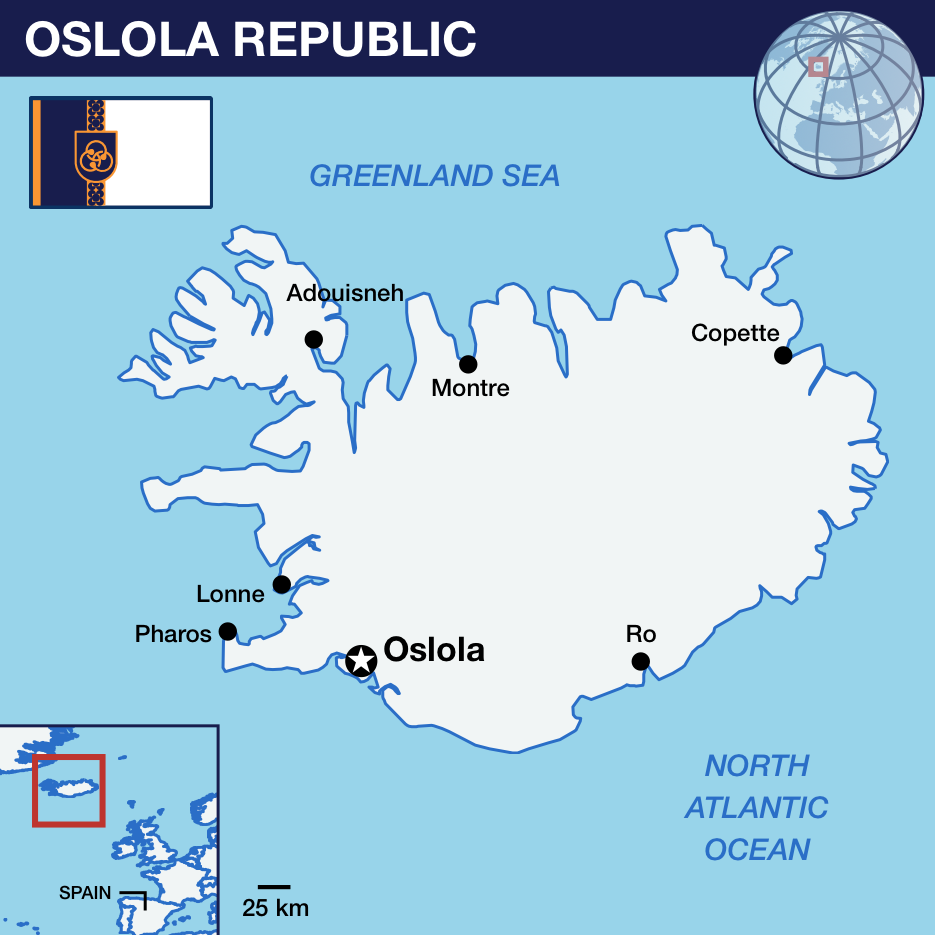 OSLOLA REPUBLIC
GREENLAND SEA
Adouisneh
Copette
Montre
Lonne
Pharos
Oslola
Ro
NORTH
ATLANTIC
OCEAN
SPAIN
25 km